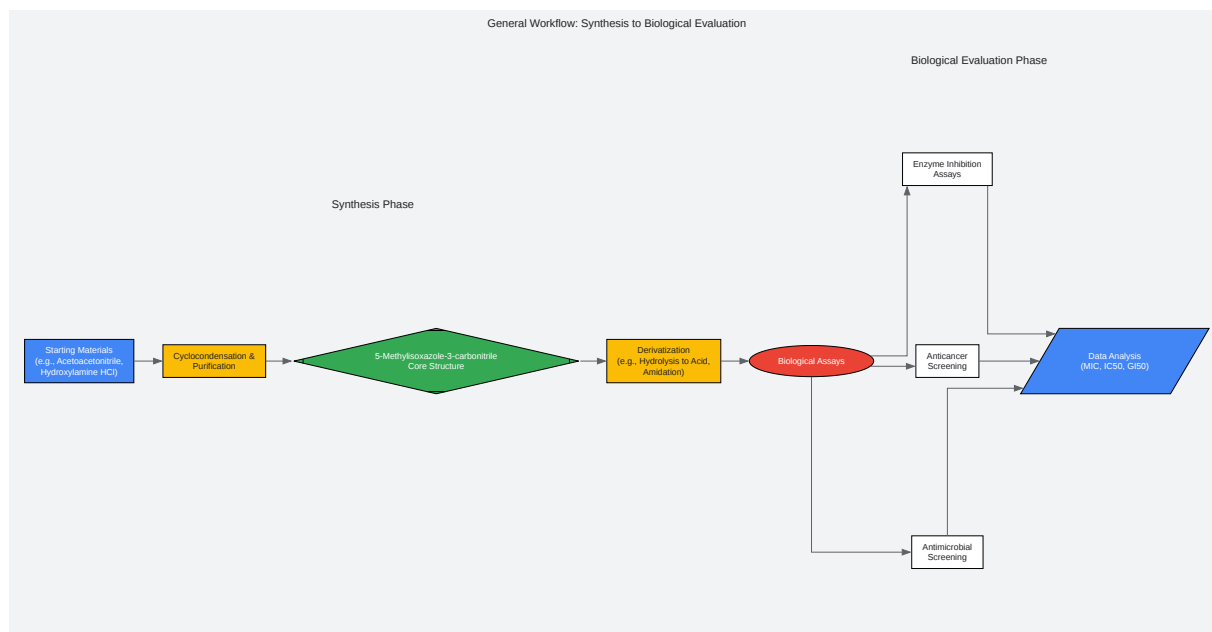 General Workflow: Synthesis to Biological Evaluation
Biological Evaluation Phase
Synthesis Phase
Starting Materials
(e.g., Acetoacetonitrile,
Hydroxylamine HCl)
Cyclocondensation &
Purification
5-Methylisoxazole-3-carbonitrile
Core Structure
Derivatization
(e.g., Hydrolysis to Acid,
Amidation)
Biological Assays
Enzyme Inhibition
Assays
Anticancer
Screening
Antimicrobial
Screening
Data Analysis
(MIC, IC50, GI50)